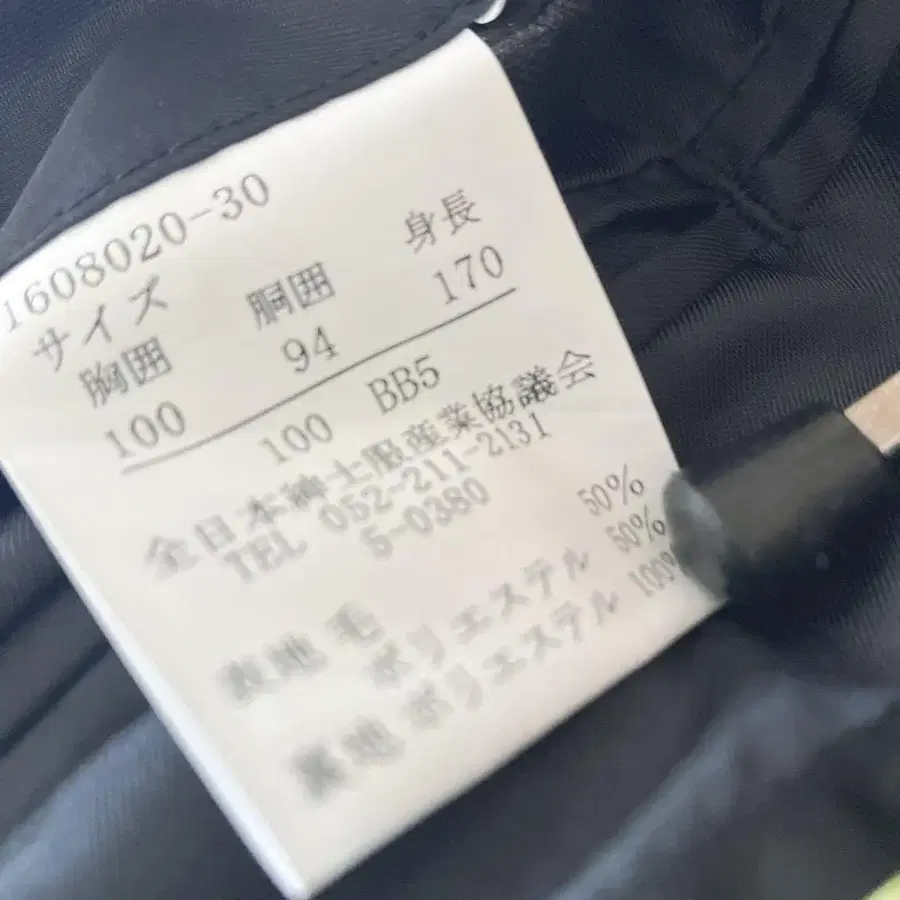 1608020-30
サイズ
胸囲 胴囲 身長
100 94 170
100 BB5
全日本紳士服産業協議会
TEL 052-211-2131
5-0380
表地 毛 50%
ポリエステル 50%
裏地 ポリエステル 100%